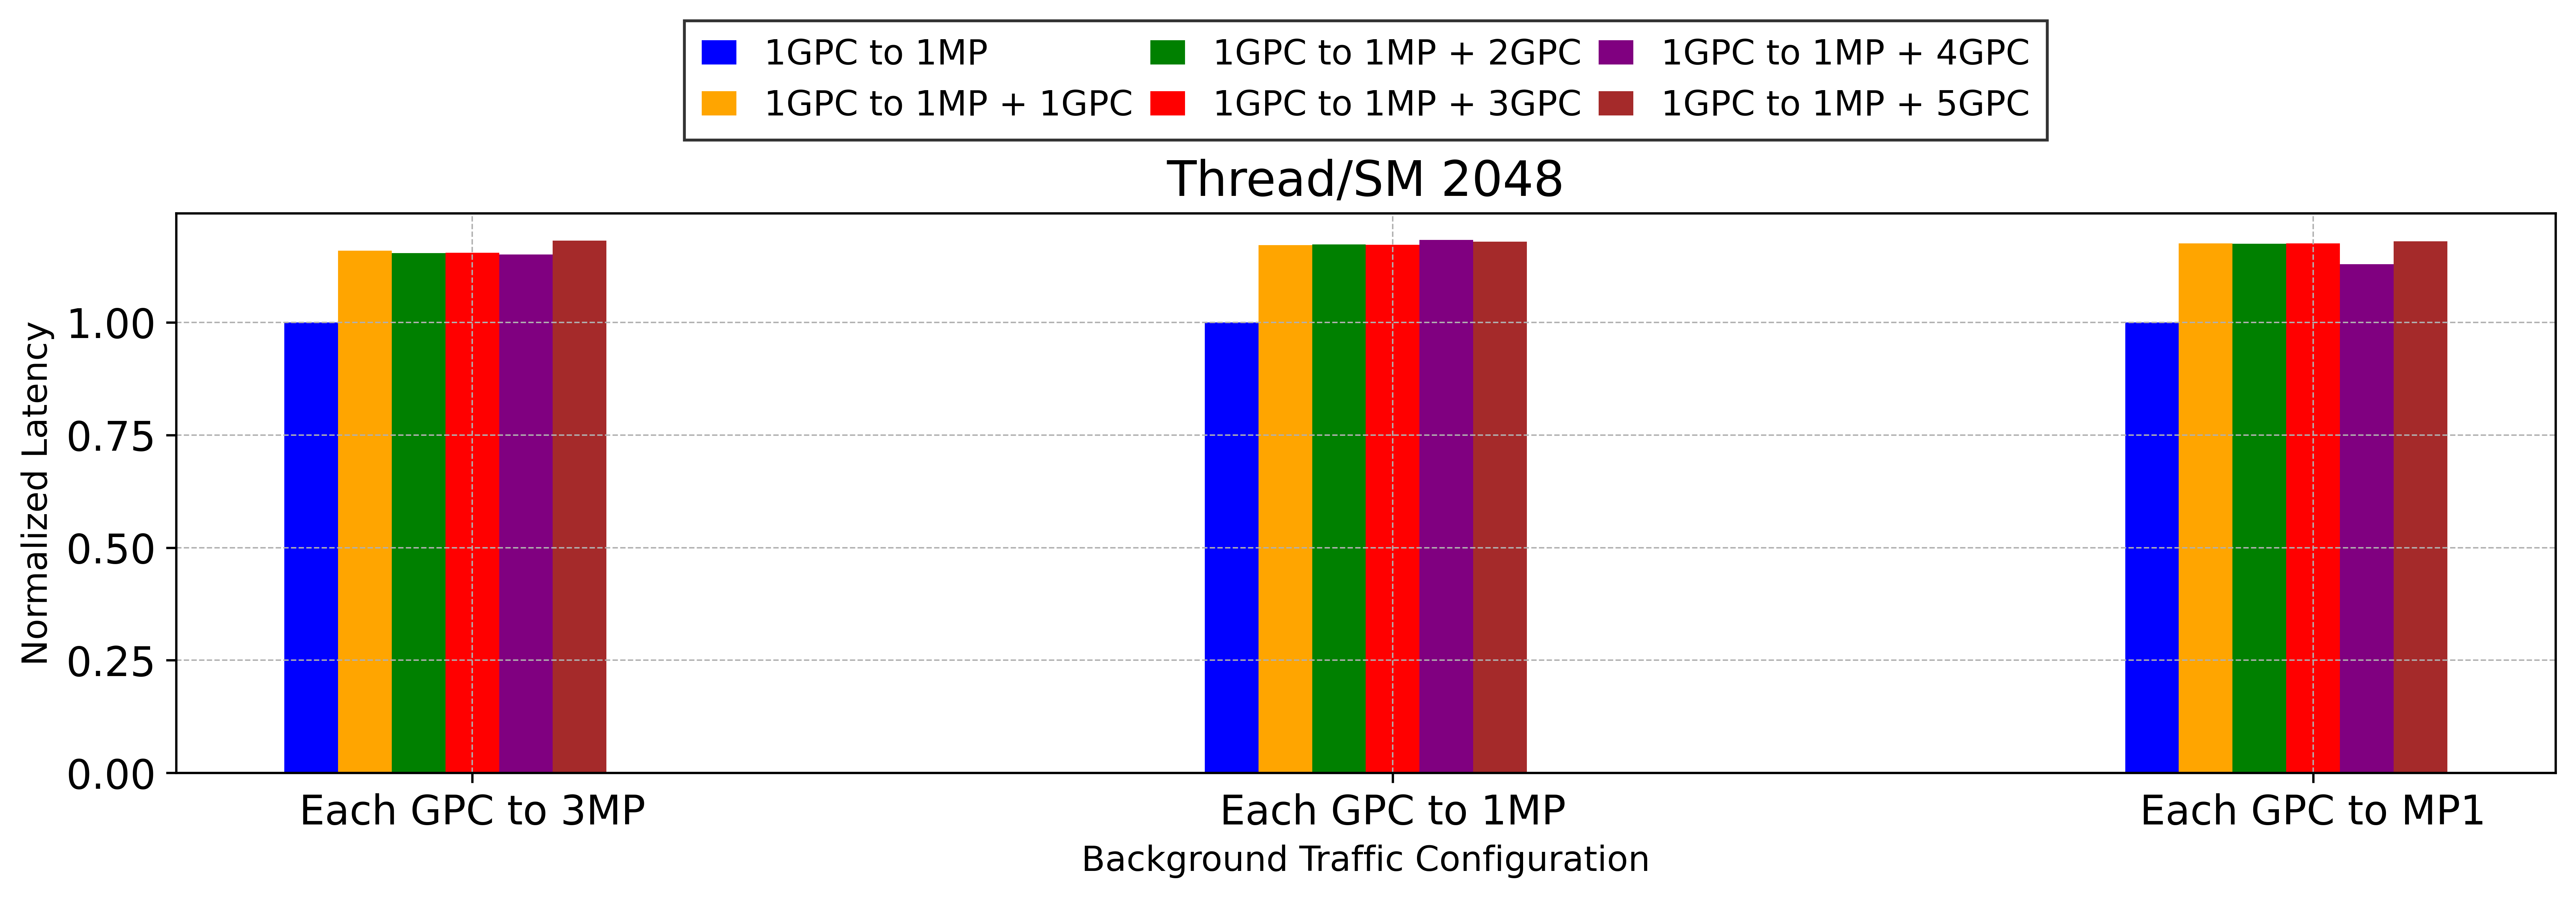 1GPC to 1MP
1GPC to 1MP + 1GPC
1GPC to 1MP + 2GPC
1GPC to 1MP + 3GPC
1GPC to 1MP + 4GPC
1GPC to 1MP + 5GPC
Thread/SM 2048
Normalized Latency
1.00
0.75
0.50
0.25
0.00
Each GPC to 3MP
Each GPC to 1MP
Each GPC to MP1
Background Traffic Configuration